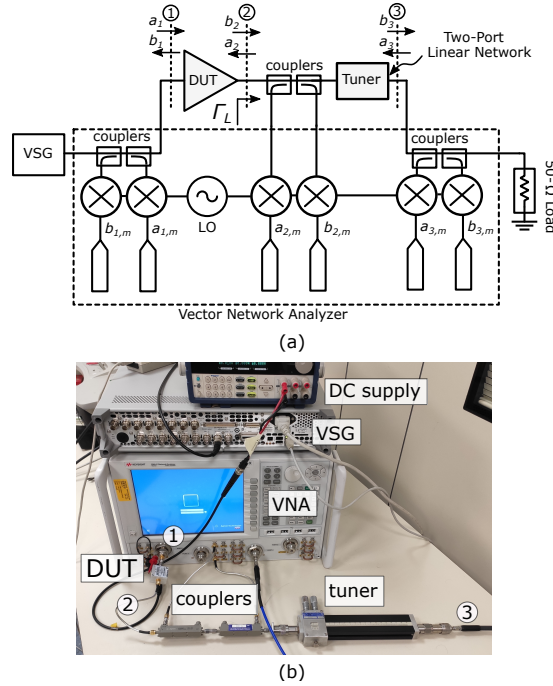 ① ② ③
a1 b2 b3 Two-Port
b1 a2 a3 Linear Network
DUT couplers Tuner
ΓL
VSG couplers couplers
50-Ω Load
b1,m a1,m LO a2,m b2,m a3,m b3,m
Vector Network Analyzer
(a)
DC supply
VSG
VNA
①
DUT
② couplers tuner ③
(b)